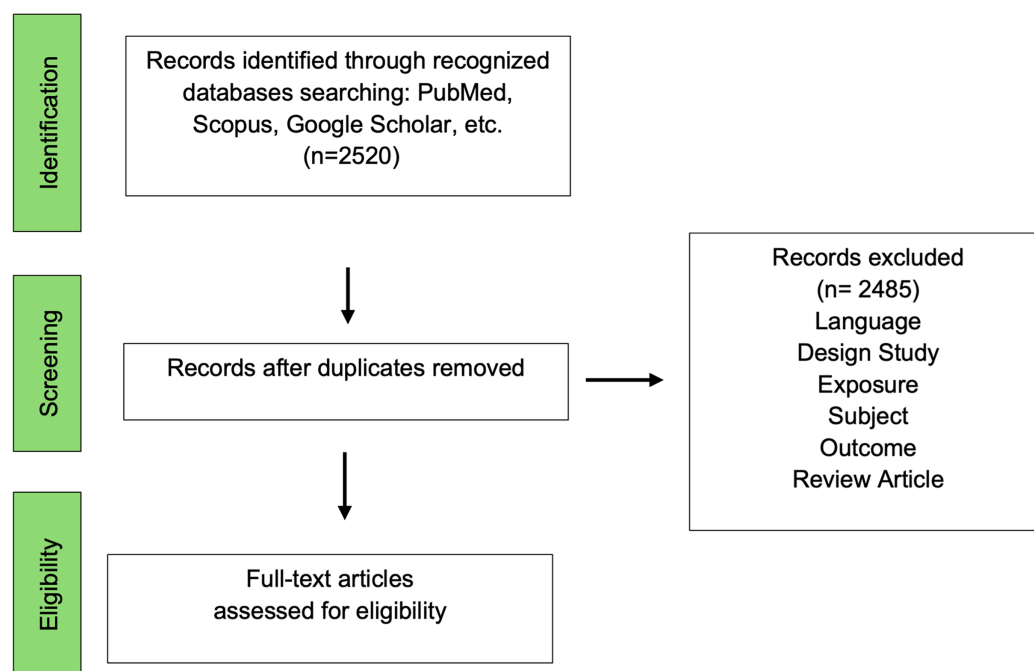 Identification
Records identified through recognized
databases searching: PubMed,
Scopus, Google Scholar, etc.
(n=2520)
Screening
Records after duplicates removed
Records excluded
(n= 2485)
Language
Design Study
Exposure
Subject
Outcome
Review Article
Eligibility
Full-text articles
assessed for eligibility